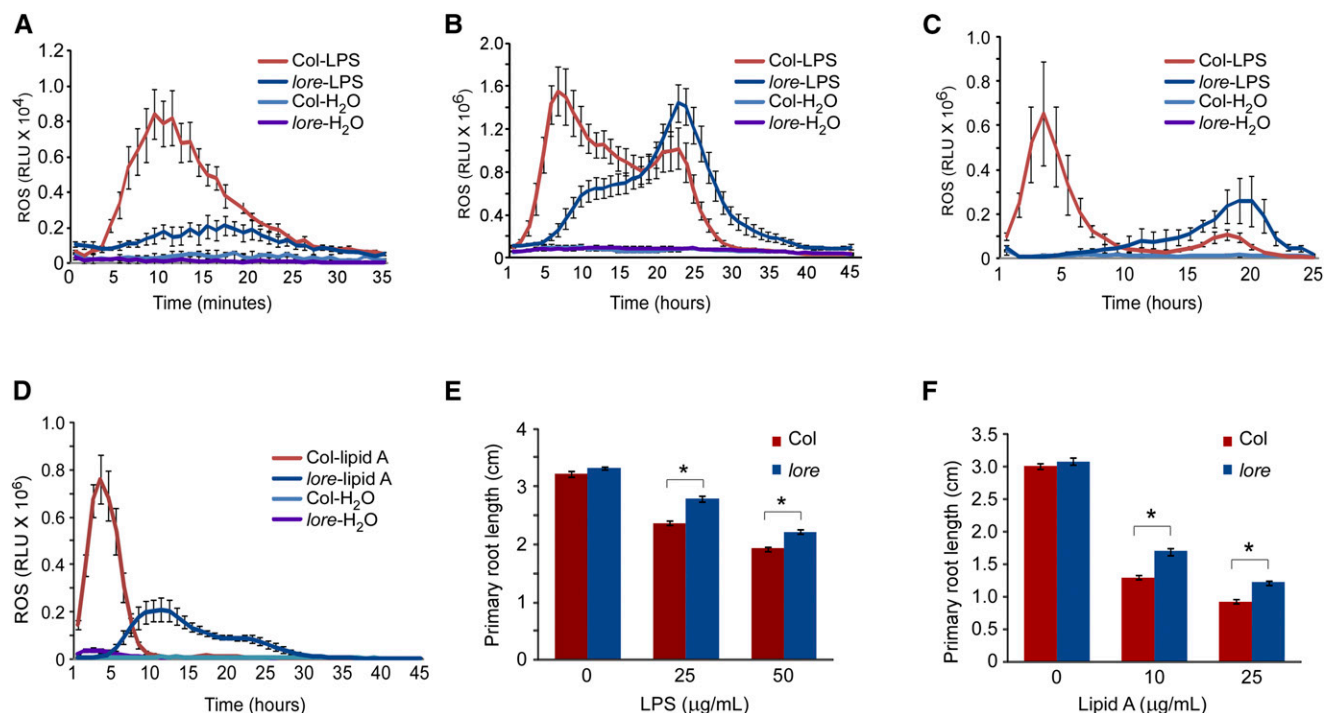 A
ROS (RLU X 10⁴)
1.2
1.0
0.8
0.6
0.4
0.2
0
0 5 10 15 20 25 30 35
Time (minutes)
Col-LPS
lore-LPS
Col-H₂O
lore-H₂O
B
ROS (RLU X 10⁶)
2.0
1.6
1.2
0.8
0.4
0
1 5 10 15 20 25 30 35 40 45
Time (hours)
Col-LPS
lore-LPS
Col-H₂O
lore-H₂O
C
ROS (RLU X 10⁶)
1.0
0.8
0.6
0.4
0.2
0
1 5 10 15 20 25
Time (hours)
Col-LPS
lore-LPS
Col-H₂O
lore-H₂O
D
ROS (RLU X 10⁶)
1.0
0.8
0.6
0.4
0.2
0
1 5 10 15 20 25 30 35 40 45
Time (hours)
Col-lipid A
lore-lipid A
Col-H₂O
lore-H₂O
E
Primary root length (cm)
4
3
2
1
0
Col
lore
*
*
0 25 50
LPS (µg/mL)
F
Primary root length (cm)
3.5
3.0
2.5
2.0
1.5
1.0
0.5
0
Col
lore
*
*
0 10 25
Lipid A (µg/mL)